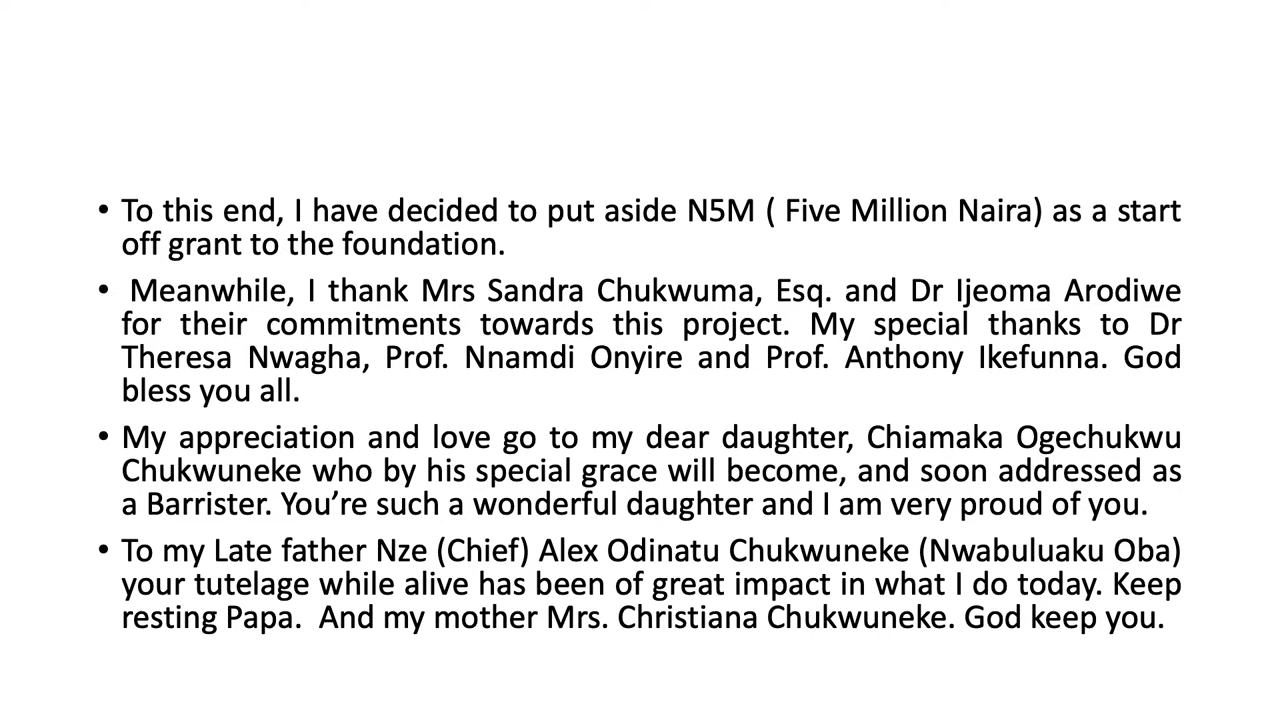 • To this end, I have decided to put aside N5M ( Five Million Naira) as a start
off grant to the foundation.
• Meanwhile, I thank Mrs Sandra Chukwuma, Esq. and Dr Ijeoma Arodiwe
for their commitments towards this project. My special thanks to Dr
Theresa Nwagha, Prof. Nnamdi Onyire and Prof. Anthony Ikefunna. God
bless you all.
• My appreciation and love go to my dear daughter, Chiamaka Ogechukwu
Chukwuneke who by his special grace will become, and soon addressed as
a Barrister. You’re such a wonderful daughter and I am very proud of you.
• To my Late father Nze (Chief) Alex Odinatu Chukwuneke (Nwabuluaku Oba)
your tutelage while alive has been of great impact in what I do today. Keep
resting Papa.  And my mother Mrs. Christiana Chukwuneke. God keep you.